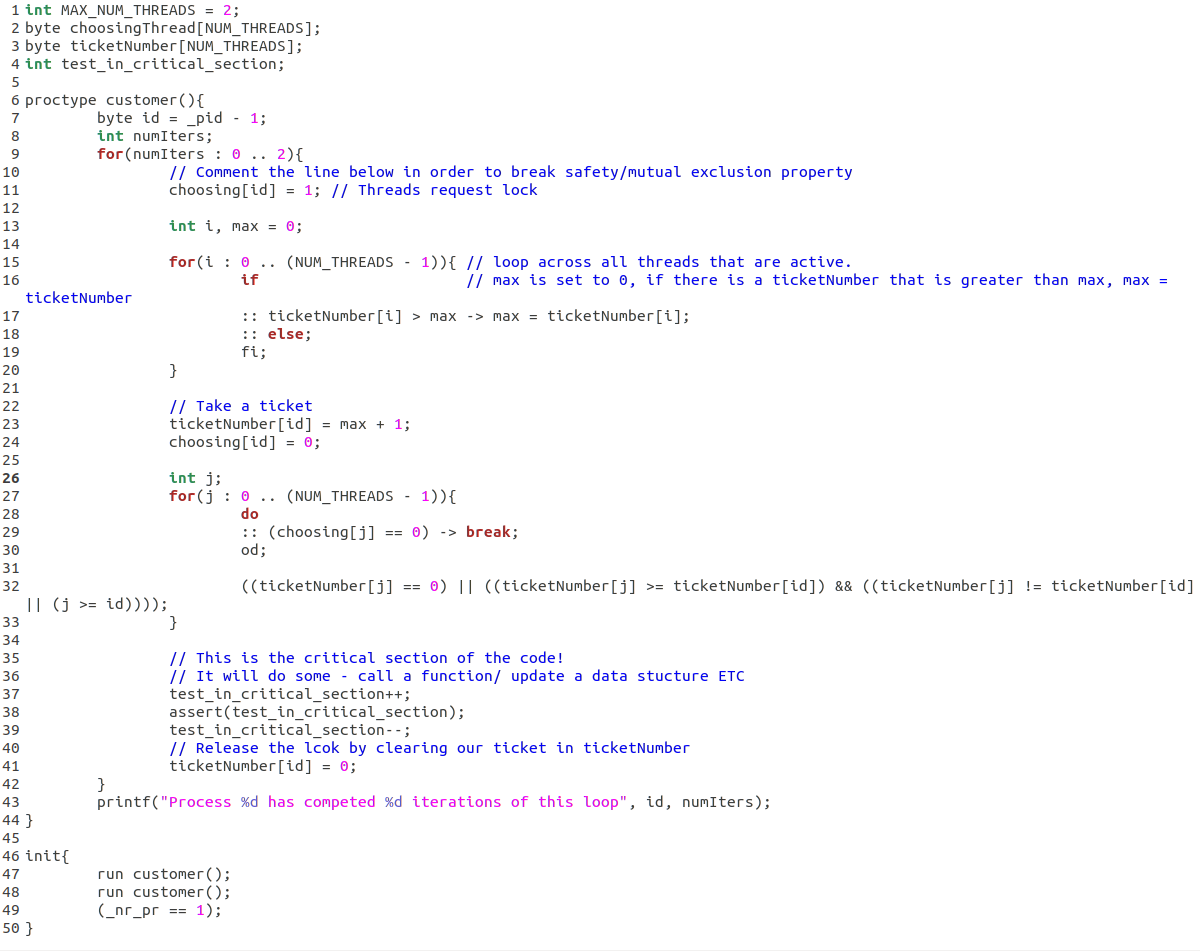 1 int MAX_NUM_THREADS = 2;
2 byte choosingThread[NUM_THREADS];
3 byte ticketNumber[NUM_THREADS];
4 int test_in_critical_section;
5
6 proctype customer(){
7         byte id = _pid - 1;
8         int numIters;
9         for(numIters : 0 .. 2){
10                 // Comment the line below in order to break safety/mutual exclusion property
11                 choosing[id] = 1; // Threads request lock
12
13                 int i, max = 0;
14
15                 for(i : 0 .. (NUM_THREADS - 1)){ // loop across all threads that are active.
16                         if                       // max is set to 0, if there is a ticketNumber that is greater than max, max =
ticketNumber
17                         :: ticketNumber[i] > max -> max = ticketNumber[i];
18                         :: else;
19                         fi;
20                 }
21
22                 // Take a ticket
23                 ticketNumber[id] = max + 1;
24                 choosing[id] = 0;
25
26                 int j;
27                 for(j : 0 .. (NUM_THREADS - 1)){
28                         do
29                         :: (choosing[j] == 0) -> break;
30                         od;
31
32                         ((ticketNumber[j] == 0) || ((ticketNumber[j] >= ticketNumber[id]) && ((ticketNumber[j] != ticketNumber[id]
|| (j >= id))));
33                 }
34
35                 // This is the critical section of the code!
36                 // It will do some - call a function/ update a data stucture ETC
37                 test_in_critical_section++;
38                 assert(test_in_critical_section);
39                 test_in_critical_section--;
40                 // Release the lcok by clearing our ticket in ticketNumber
41                 ticketNumber[id] = 0;
42         }
43         printf("Process %d has competed %d iterations of this loop", id, numIters);
44 }
45
46 init{
47         run customer();
48         run customer();
49         (_nr_pr == 1);
50 }